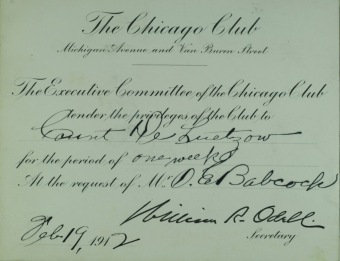 The Chicago Club
Michigan Avenue and Van Buren Street
The Executive Committee of the Chicago Club
tender the privileges of the Club to
Count De Luetzow
for the period of one week
At the request of Mr. O. E. Babcock
William R. Odell.
Feb 19, 1912 Secretary